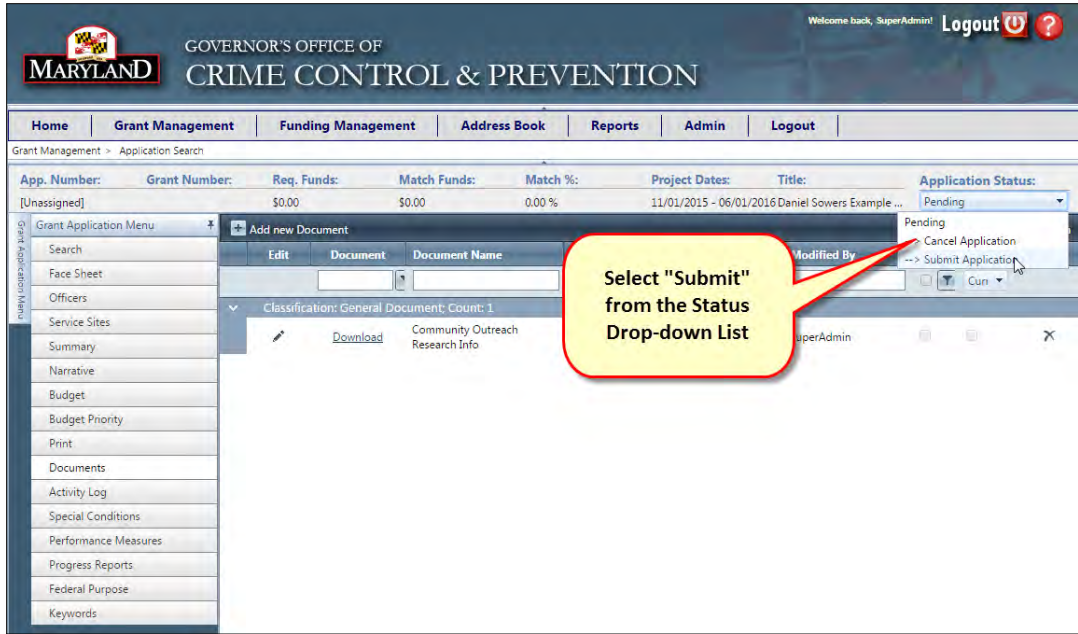 Welcome back, SuperAdmin! Logout
MARYLAND
GOVERNOR'S OFFICE OF
CRIME CONTROL & PREVENTION
Home Grant Management Funding Management Address Book Reports Admin Logout
Grant Management > Application Search
App. Number: Grant Number: Req. Funds: Match Funds: Match %: Project Dates: Title: Application Status:
[Unassigned] $0.00 $0.00 0.00 % 11/01/2015 - 06/01/2016 Daniel Sowers Example ... Pending
Grant Application Menu
Grant Application Menu
Search
Face Sheet
Officers
Service Sites
Summary
Narrative
Budget
Budget Priority
Print
Documents
Activity Log
Special Conditions
Performance Measures
Progress Reports
Federal Purpose
Keywords
Add new Document
Edit Document Document Name Modified By
Pending
> Cancel Application
--> Submit Application
Curr
Classification: General Document; Count: 1
Download Community Outreach
Research Info
uperAdmin
Select "Submit"
from the Status
Drop-down List